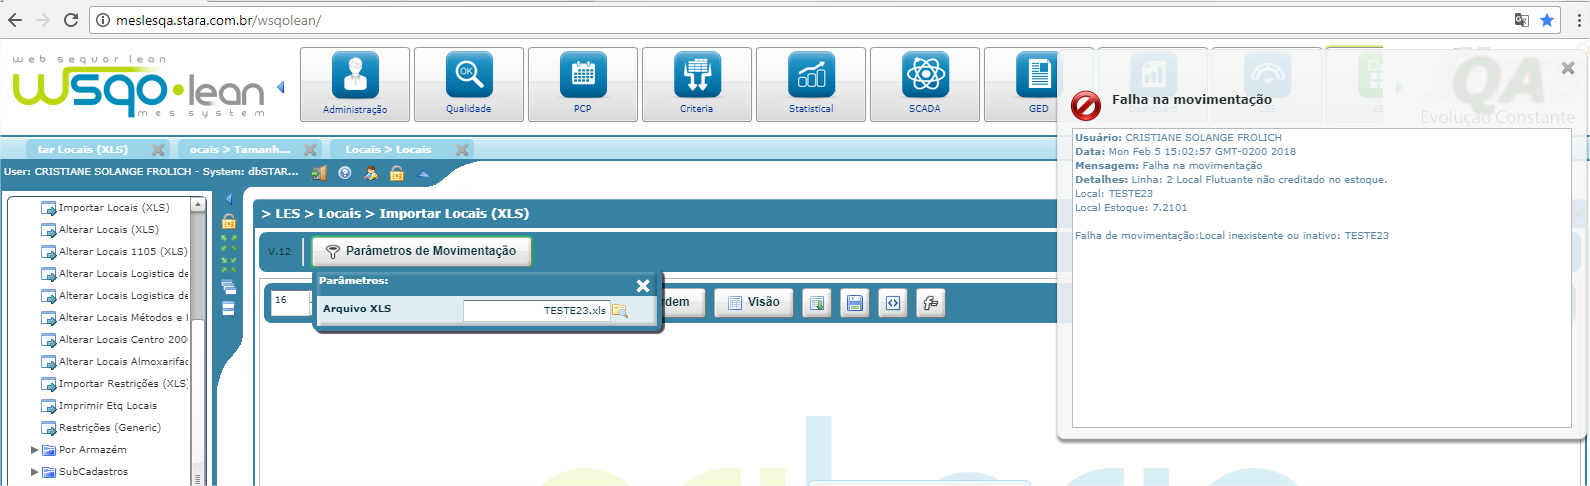 meslesqa.stara.com.br/wsqolean/
web sequor lean
wsqo•lean
mes system
Administração
Qualidade
PCP
Criteria
Statistical
SCADA
GED
QA
Evolução Constante
Falha na movimentação
Usuário: CRISTIANE SOLANGE FROLICH
Data: Mon Feb 5 15:02:57 GMT-0200 2018
Mensagem: Falha na movimentação
Detalhes: Linha: 2 Local Flutuante não creditado no estoque.
Local: TESTE23
Local Estoque: 7.2101
Falha de movimentação:Local inexistente ou inativo: TESTE23
tar Locais (XLS)
ocais > Tamanh...
Locais > Locais
User: CRISTIANE SOLANGE FROLICH - System: dbSTAR...
Importar Locais (XLS)
Alterar Locais (XLS)
Alterar Locais 1105 (XLS)
Alterar Locais Logistica de
Alterar Locais Logistica de
Alterar Locais Métodos e
Alterar Locais Centro 200
Alterar Locais Almoxarifad
Importar Restrições (XLS)
Imprimir Etq Locais
Restrições (Generic)
Por Armazém
SubCadastros
> LES > Locais > Importar Locais (XLS)
V.12
Parâmetros de Movimentação
Parâmetros:
Arquivo XLS
TESTE23.xls
16
rdem
Visão